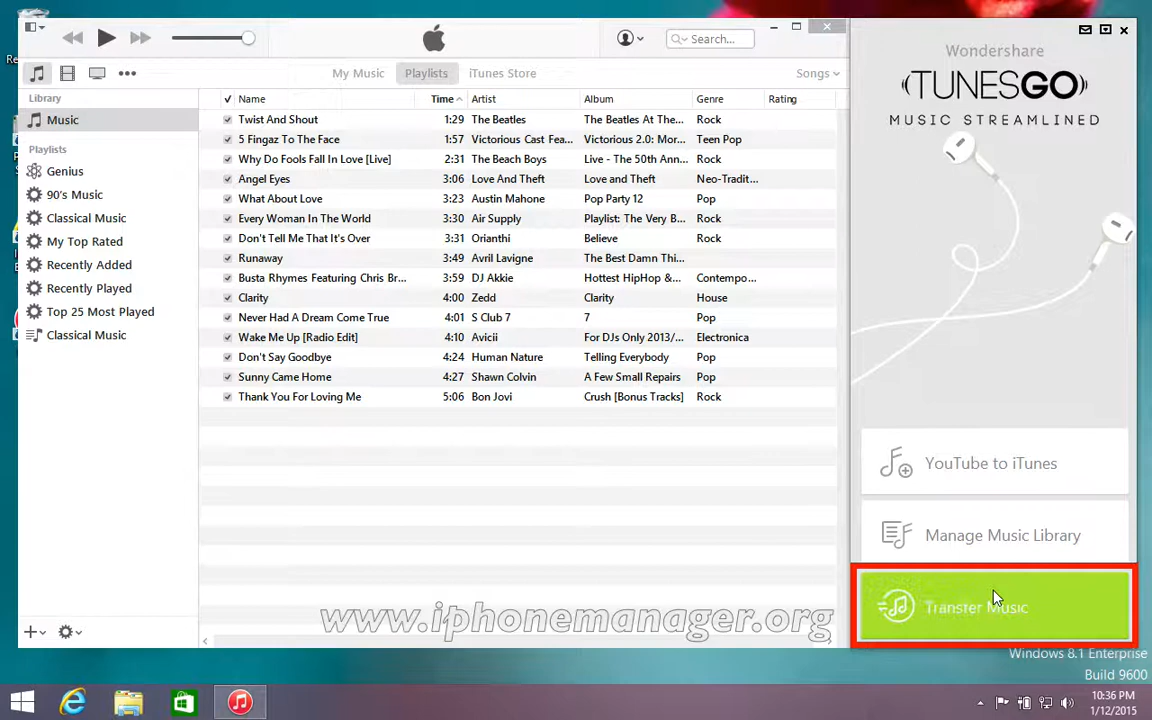 Re
Search...
My Music Playlists iTunes Store Songs
Library
Music
Playlists
Genius
90's Music
Classical Music
My Top Rated
Recently Added
Recently Played
Top 25 Most Played
Classical Music
✓ Name Time Artist Album Genre Rating
Twist And Shout 1:29 The Beatles The Beatles At The... Rock
5 Fingaz To The Face 1:57 Victorious Cast Fea... Victorious 2.0: Mor... Teen Pop
Why Do Fools Fall In Love [Live] 2:31 The Beach Boys Live - The 50th Ann... Rock
Angel Eyes 3:06 Love And Theft Love and Theft Neo-Tradit...
What About Love 3:23 Austin Mahone Pop Party 12 Pop
Every Woman In The World 3:30 Air Supply Playlist: The Very B... Rock
Don't Tell Me That It's Over 3:31 Orianthi Believe Rock
Runaway 3:49 Avril Lavigne The Best Damn Thi...
Busta Rhymes Featuring Chris Br... 3:59 DJ Akkie Hottest HipHop &... Contempo...
Clarity 4:00 Zedd Clarity House
Never Had A Dream Come True 4:01 S Club 7 7 Pop
Wake Me Up [Radio Edit] 4:10 Avicii For DJs Only 2013/... Electronica
Don't Say Goodbye 4:24 Human Nature Telling Everybody Pop
Sunny Came Home 4:27 Shawn Colvin A Few Small Repairs Pop
Thank You For Loving Me 5:06 Bon Jovi Crush [Bonus Tracks] Rock
www.iphonemanager.org
Wondershare
TUNESGO
MUSIC STREAMLINED
YouTube to iTunes
Manage Music Library
Transfer Music
Windows 8.1 Enterprise
Build 9600
10:36 PM
1/12/2015